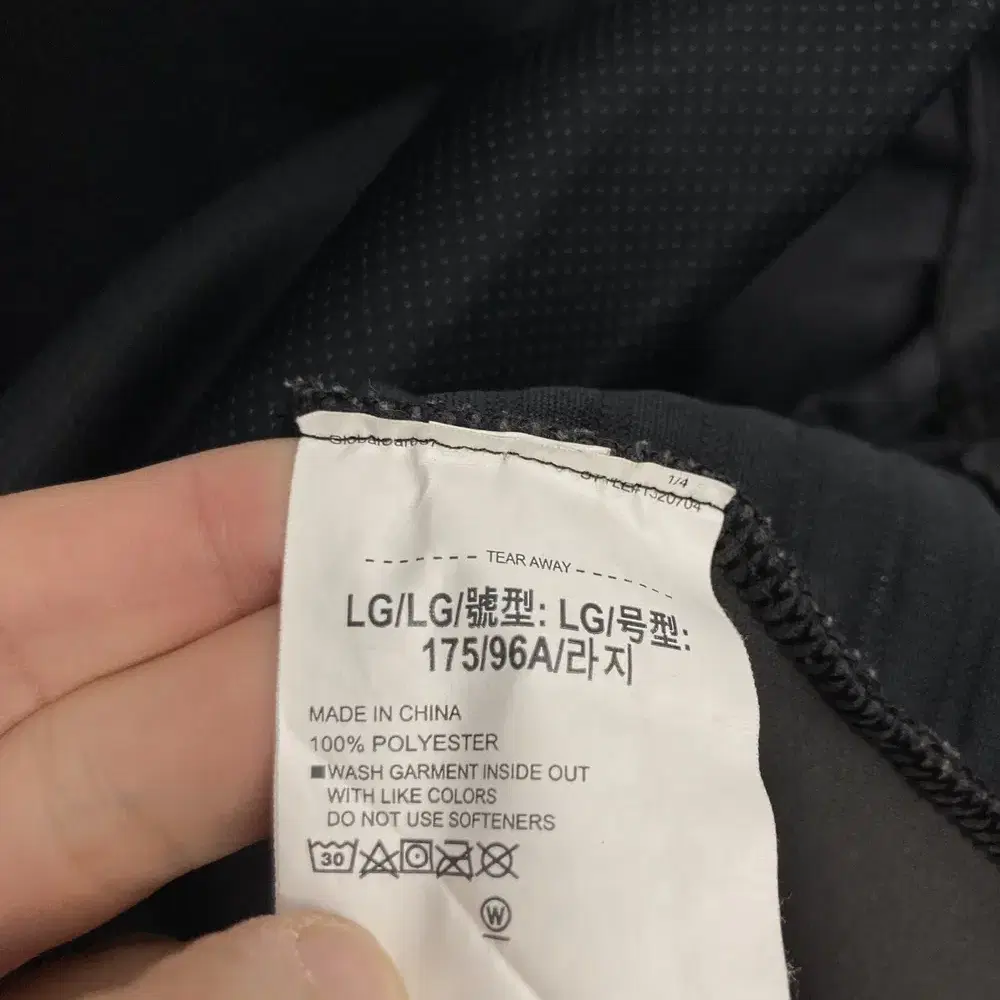 1/4
TEAR AWAY
LG/LG/號型: LG/号型:
175/96A/라지
MADE IN CHINA
100% POLYESTER
WASH GARMENT INSIDE OUT
WITH LIKE COLORS
DO NOT USE SOFTENERS
30
W